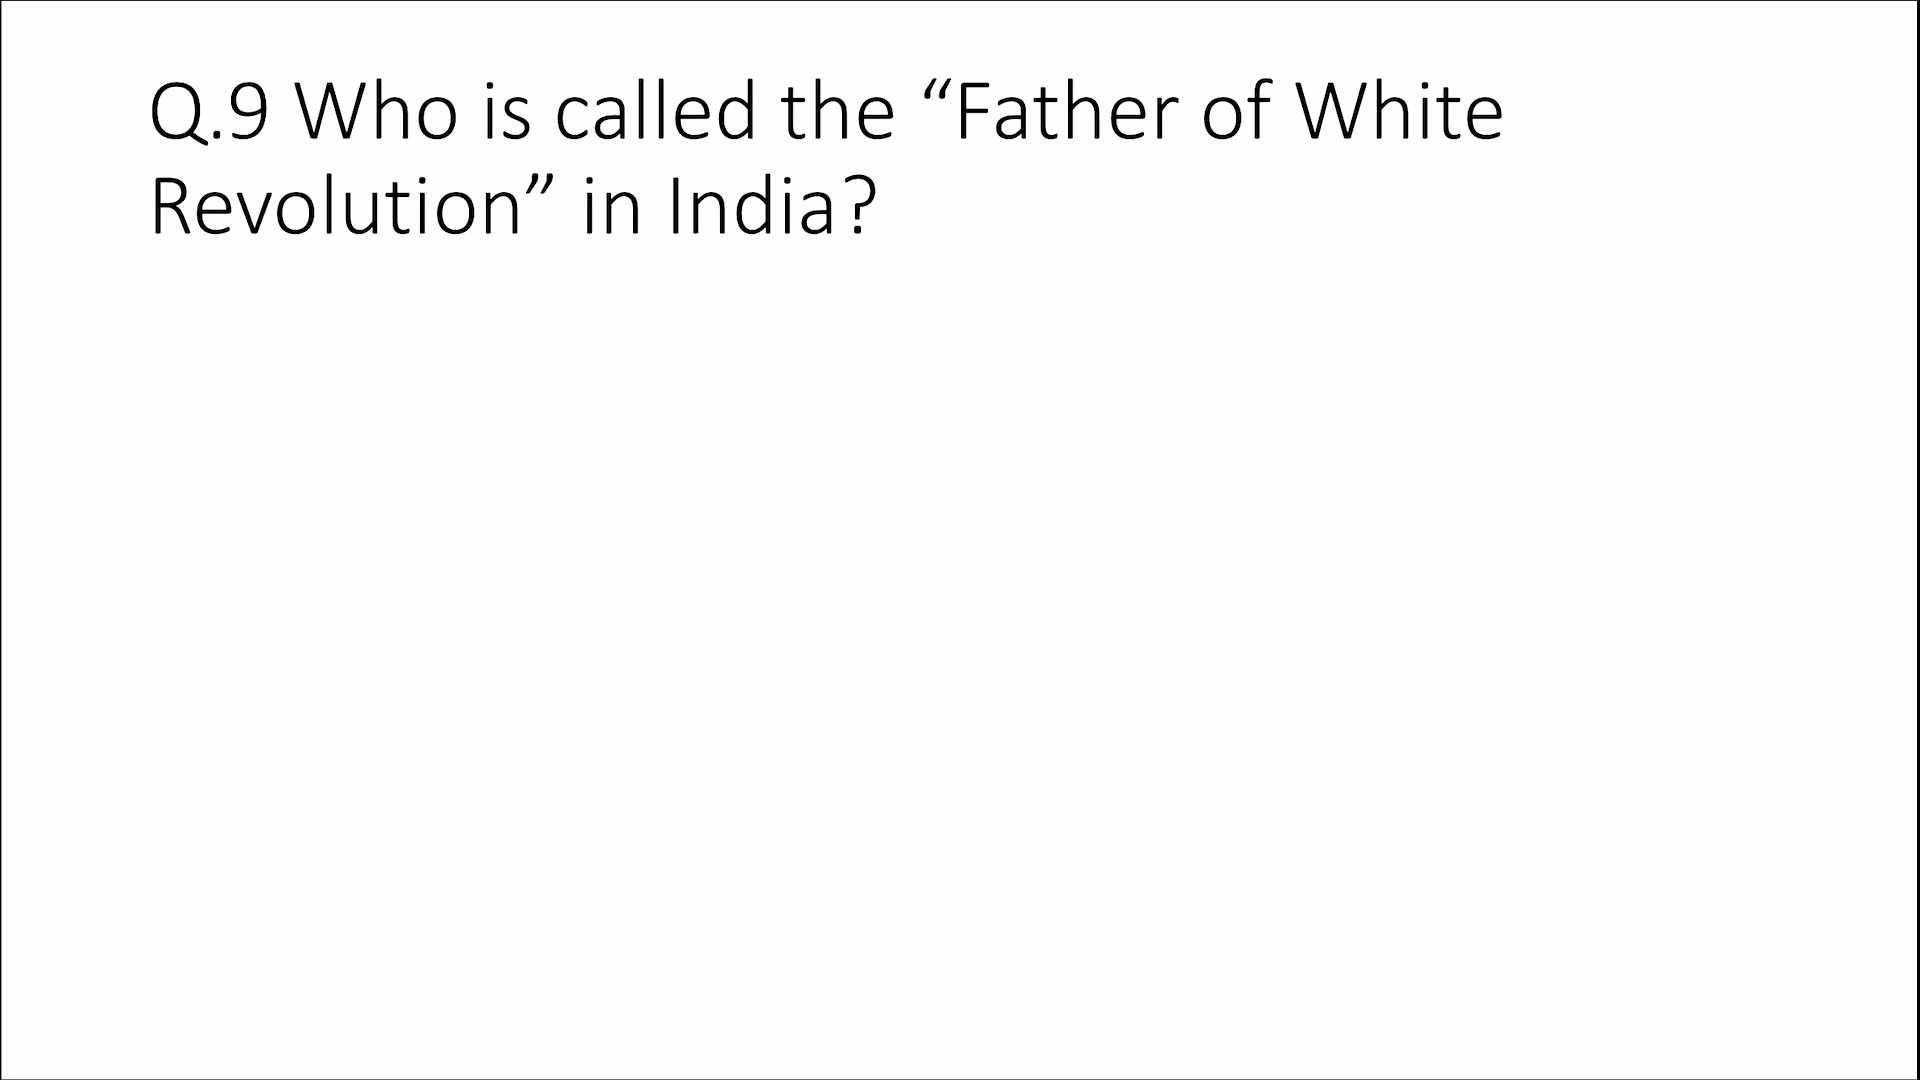 Q.9 Who is called the “Father of White
Revolution” in India?